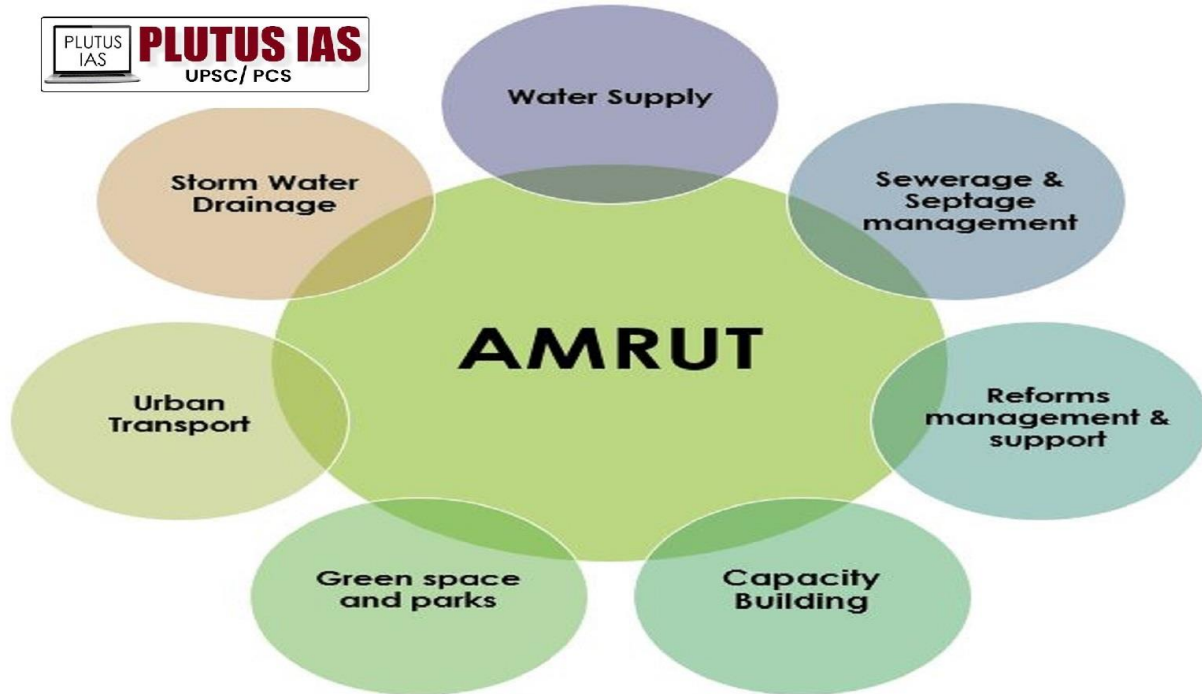 PLUTUS
IAS
PLUTUS IAS
UPSC/ PCS
Water Supply
Storm Water
Drainage
Sewerage &
Septage
management
AMRUT
Urban
Transport
Reforms
management &
support
Green space
and parks
Capacity
Building